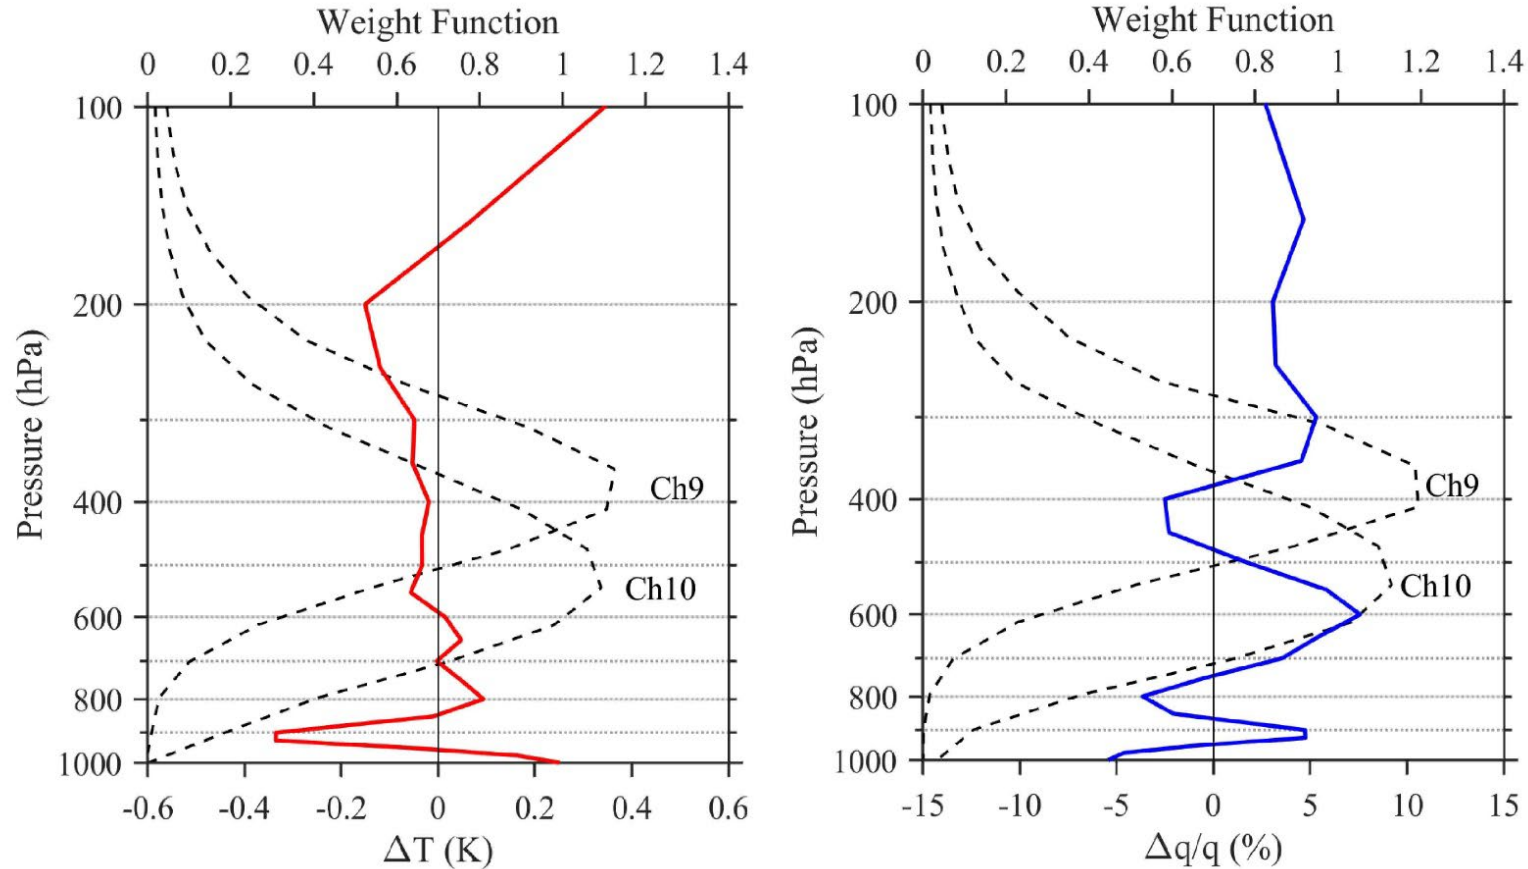 Weight Function
0 0.2 0.4 0.6 0.8 1 1.2 1.4
100
200
400
600
800
1000
Pressure (hPa)
Ch9
Ch10
-0.6 -0.4 -0.2 0 0.2 0.4 0.6
ΔT (K)
Weight Function
0 0.2 0.4 0.6 0.8 1 1.2 1.4
100
200
400
600
800
1000
Pressure (hPa)
Ch9
Ch10
-15 -10 -5 0 5 10 15
Δq/q (%)